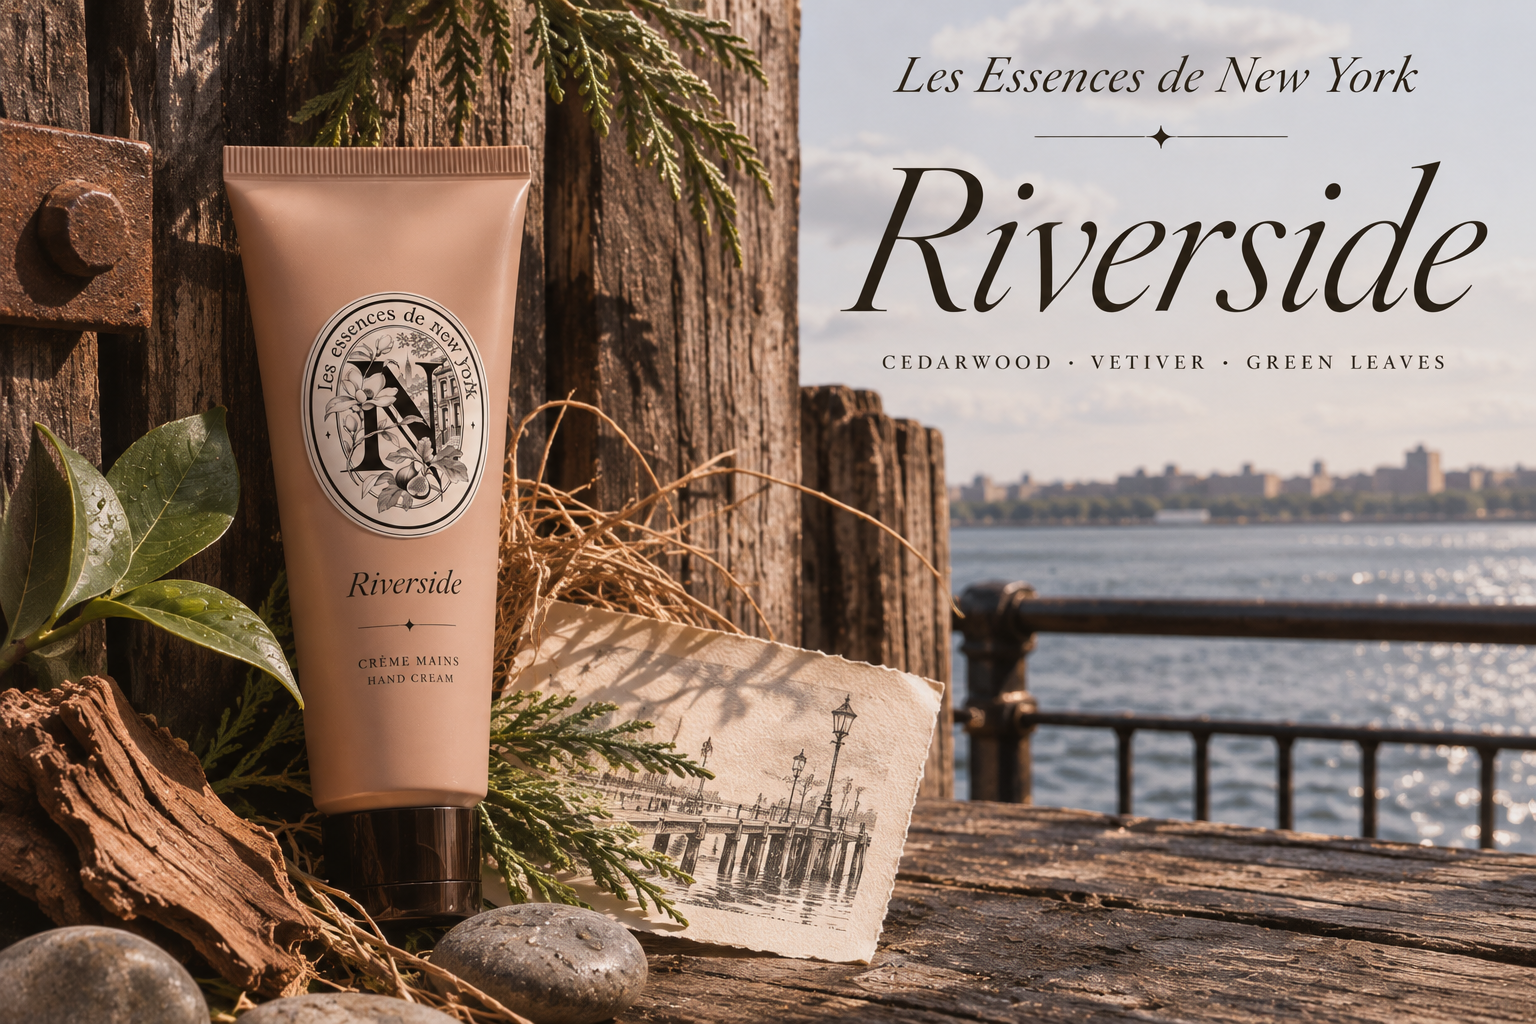 Les Essences de New York
Riverside
CEDARWOOD · VETIVER · GREEN LEAVES
les essences de new york
N
Riverside
CRÈME MAINS
HAND CREAM